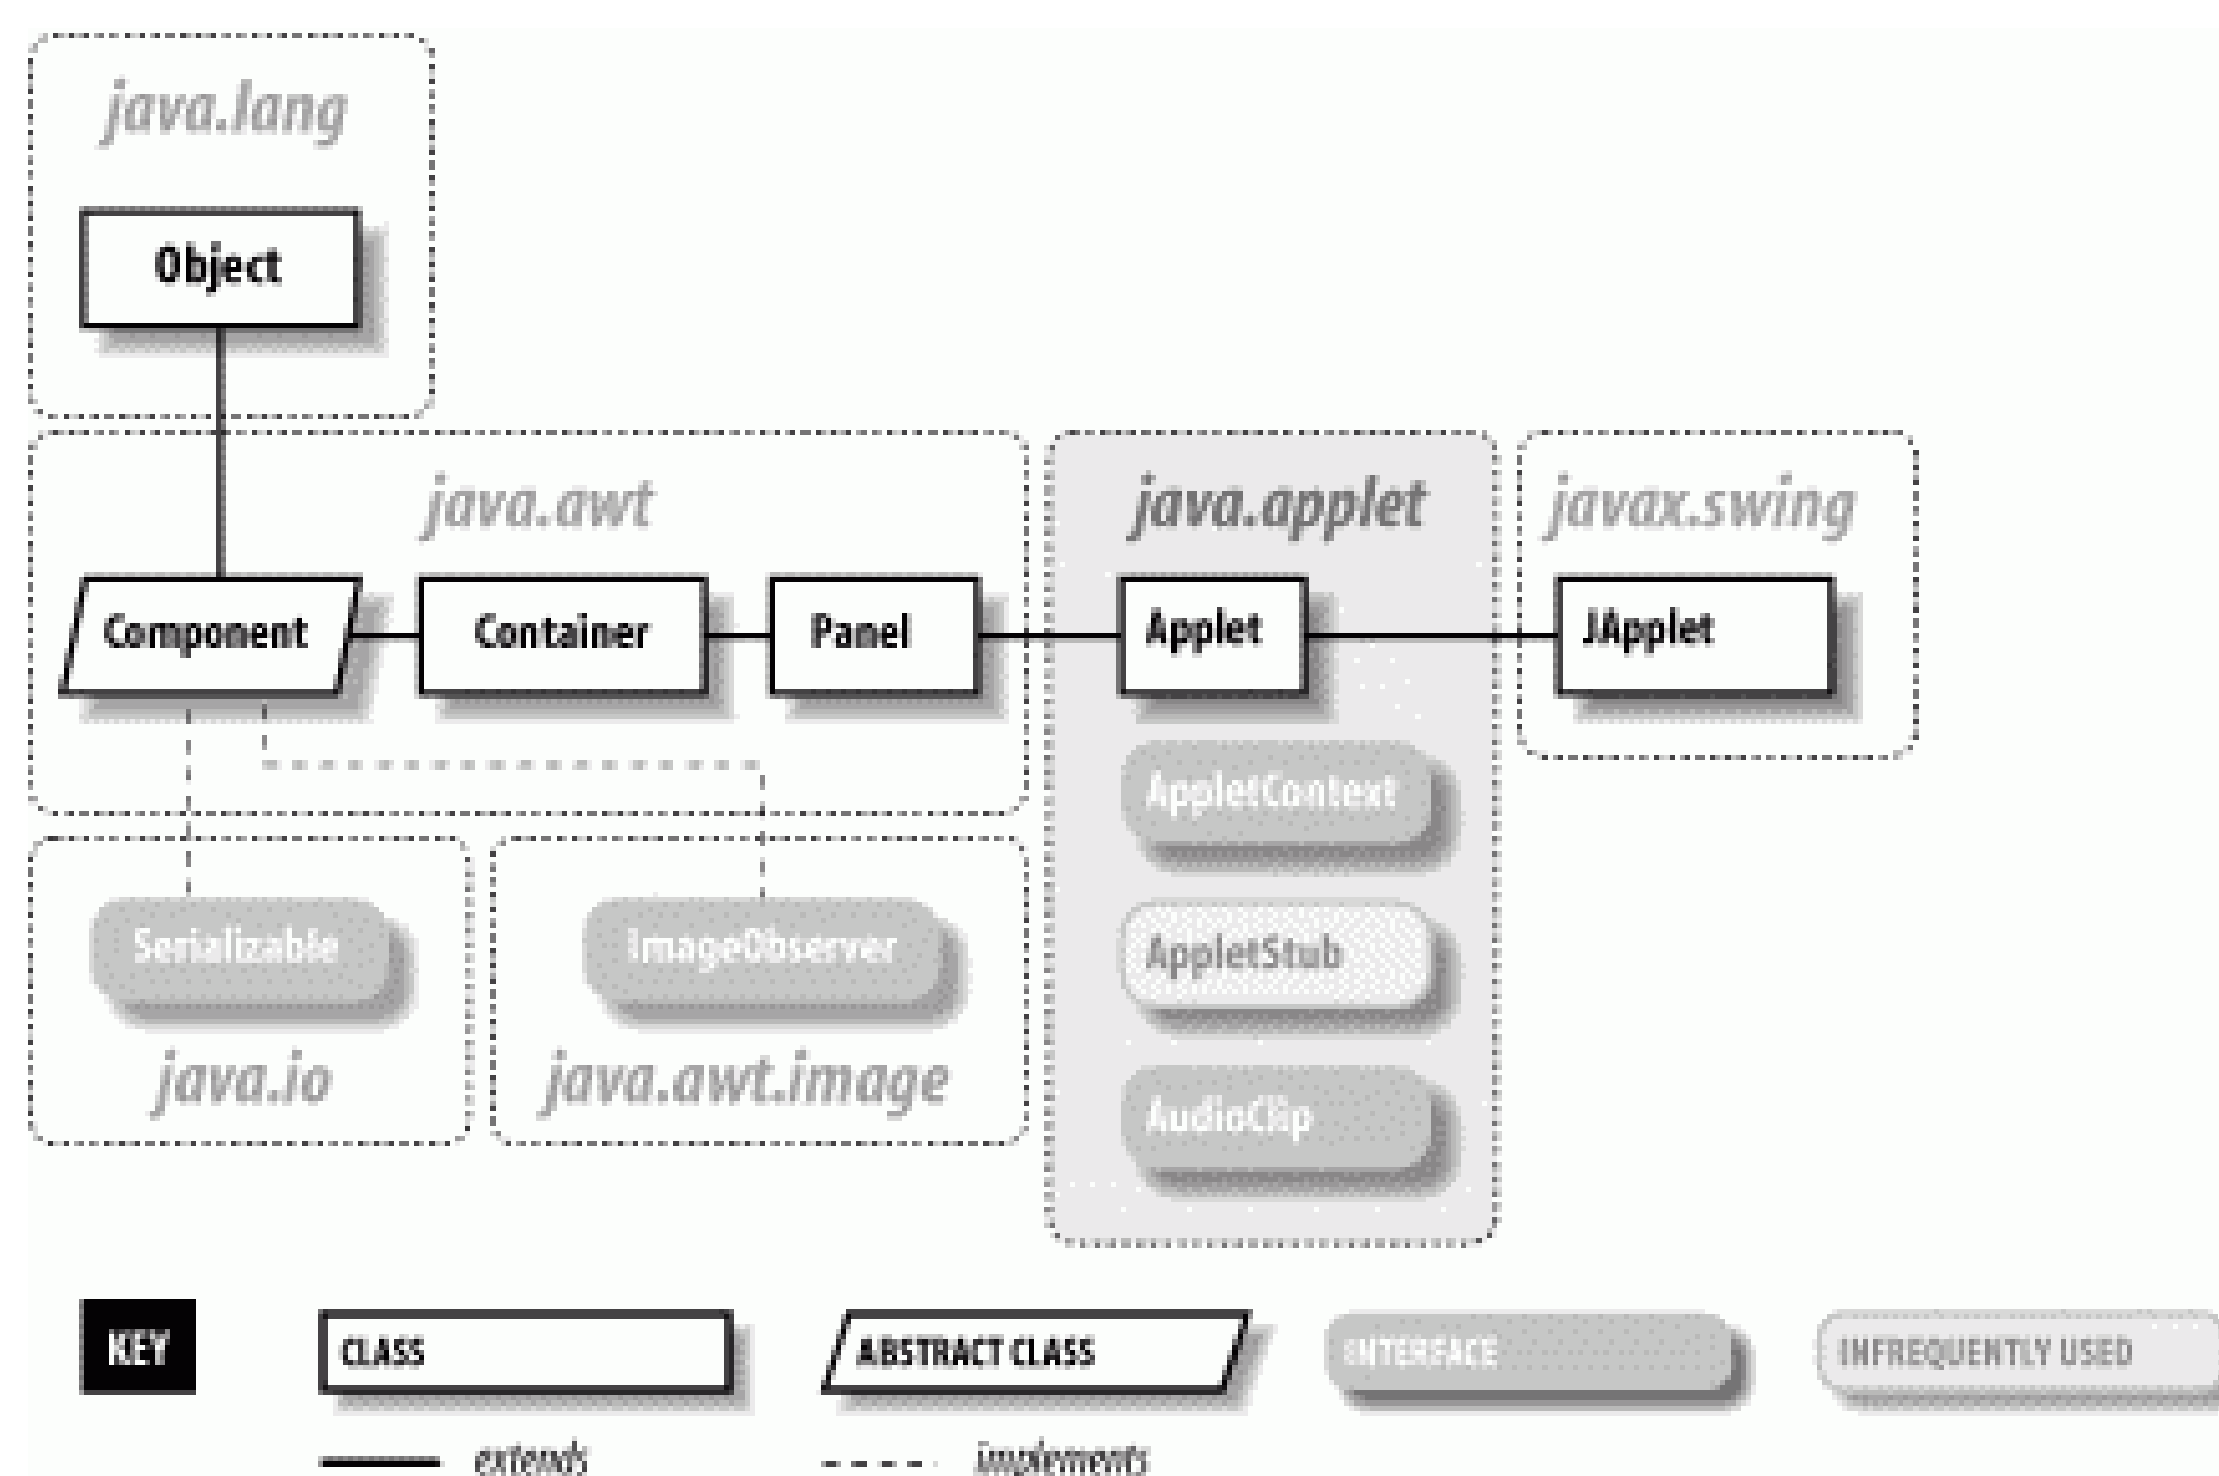 java.lang
Object
java.awt
java.applet
javax.swing
Component
Container
Panel
Applet
JApplet
AppletContext
Serializable
ImageObserver
AppletStub
java.io
java.awt.image
AudioClip
KEY
CLASS
ABSTRACT CLASS
INTERFACE
INFREQUENTLY USED
extends
implements